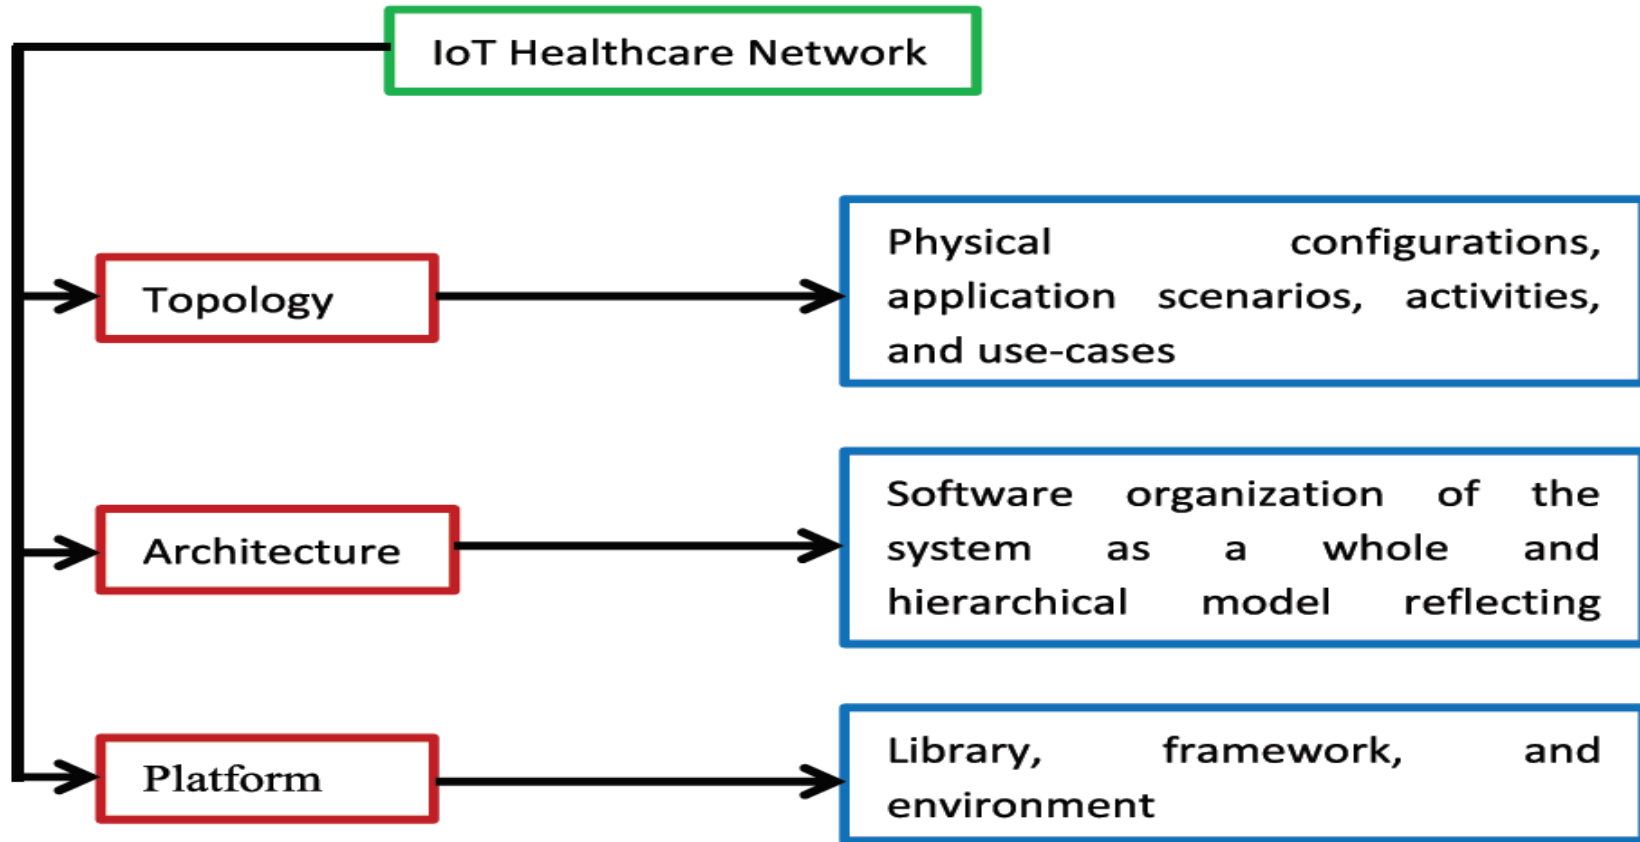 IoT Healthcare Network
Topology
Physical configurations,
application scenarios, activities,
and use-cases
Architecture
Software organization of the
system as a whole and
hierarchical model reflecting
Platform
Library, framework, and
environment